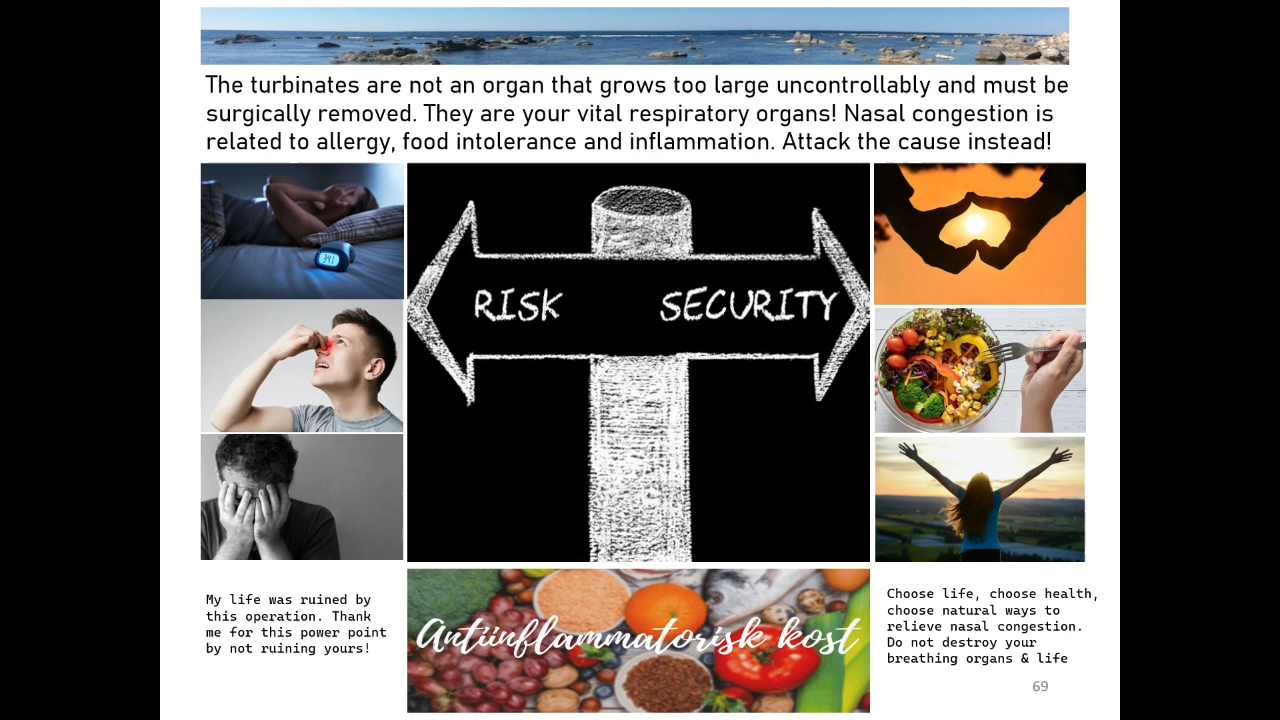 The turbinates are not an organ that grows too large uncontrollably and must be
surgically removed. They are your vital respiratory organs! Nasal congestion is
related to allergy, food intolerance and inflammation. Attack the cause instead!
3:41
RISK SECURITY
My life was ruined by
this operation. Thank
me for this power point
by not ruining yours!
Antiinflammatorisk kost
Choose life, choose health,
choose natural ways to
relieve nasal congestion.
Do not destroy your
breathing organs & life
69